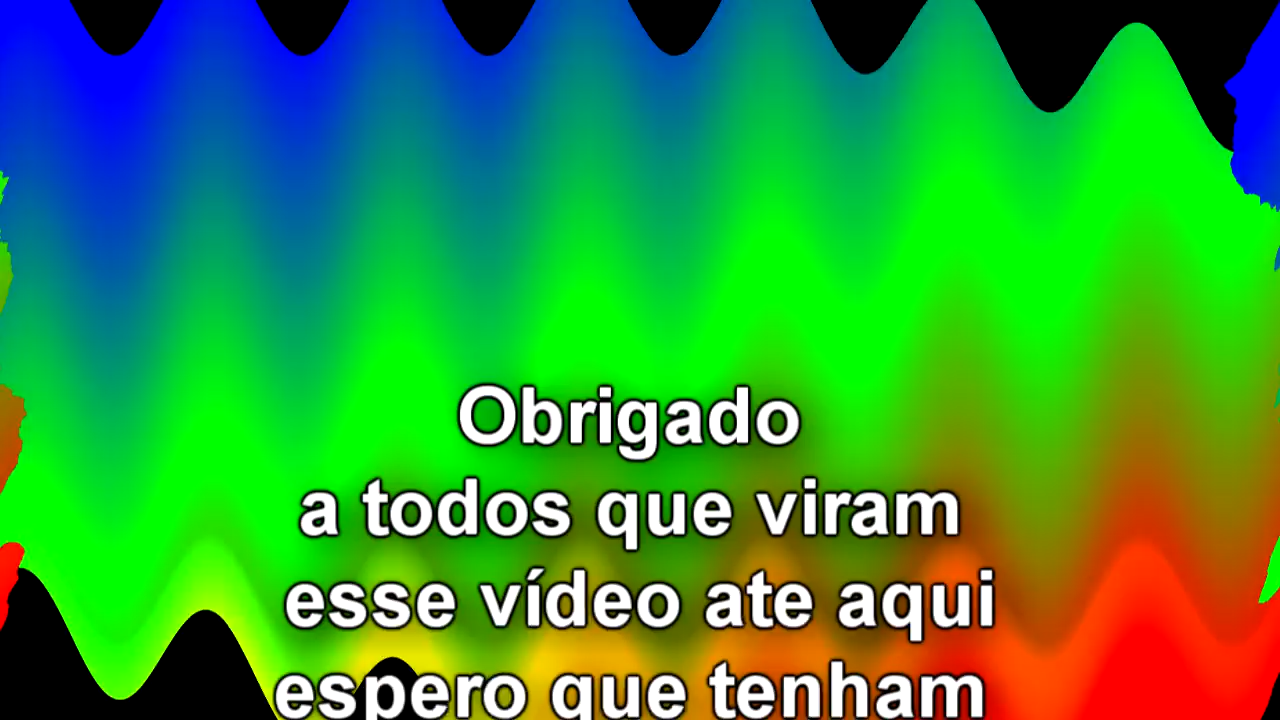 Obrigado
a todos que viram
esse vídeo ate aqui
espero que tenham